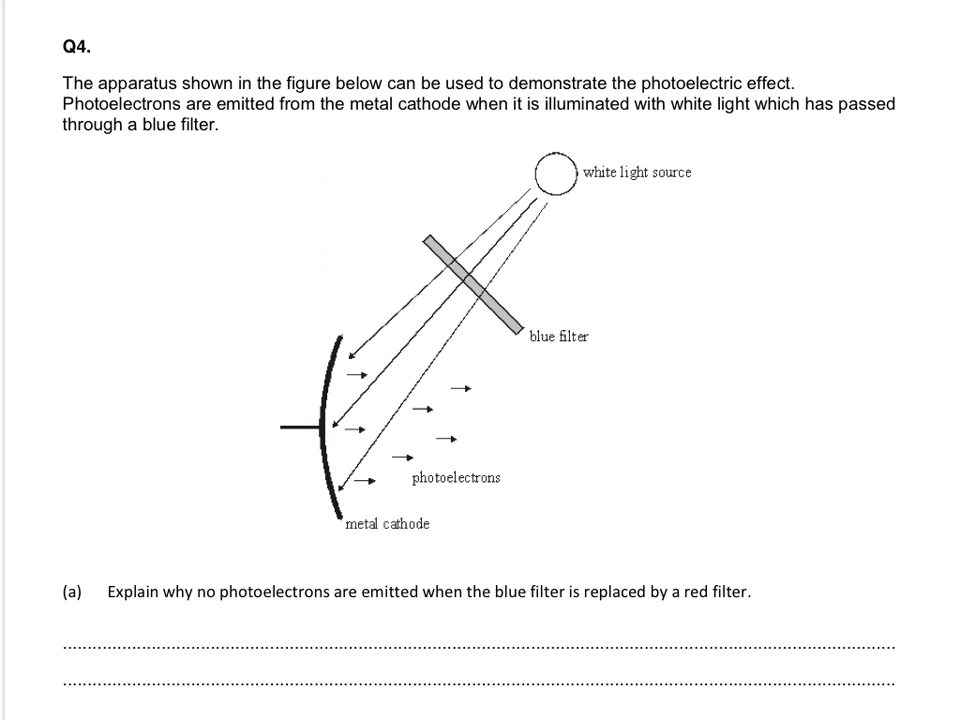 Q4.
The apparatus shown in the figure below can be used to demonstrate the photoelectric effect.
Photoelectrons are emitted from the metal cathode when it is illuminated with white light which has passed
through a blue filter.
white light source
blue filter
photoelectrons
metal cathode
(a) Explain why no photoelectrons are emitted when the blue filter is replaced by a red filter.